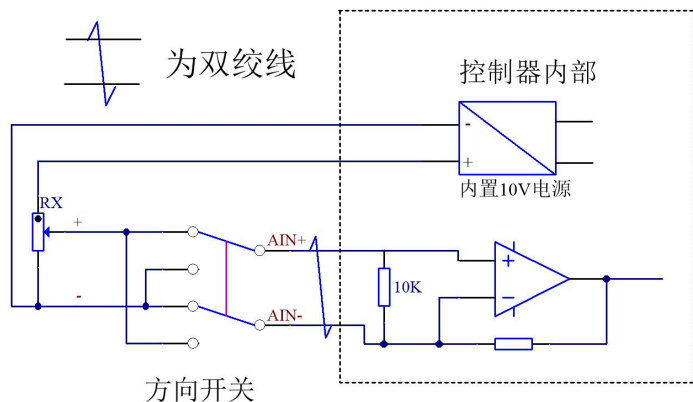 为双绞线
控制器内部
-
+
内置10V电源
RX
+
-
AIN+
AIN-
10K
+
-
方向开关